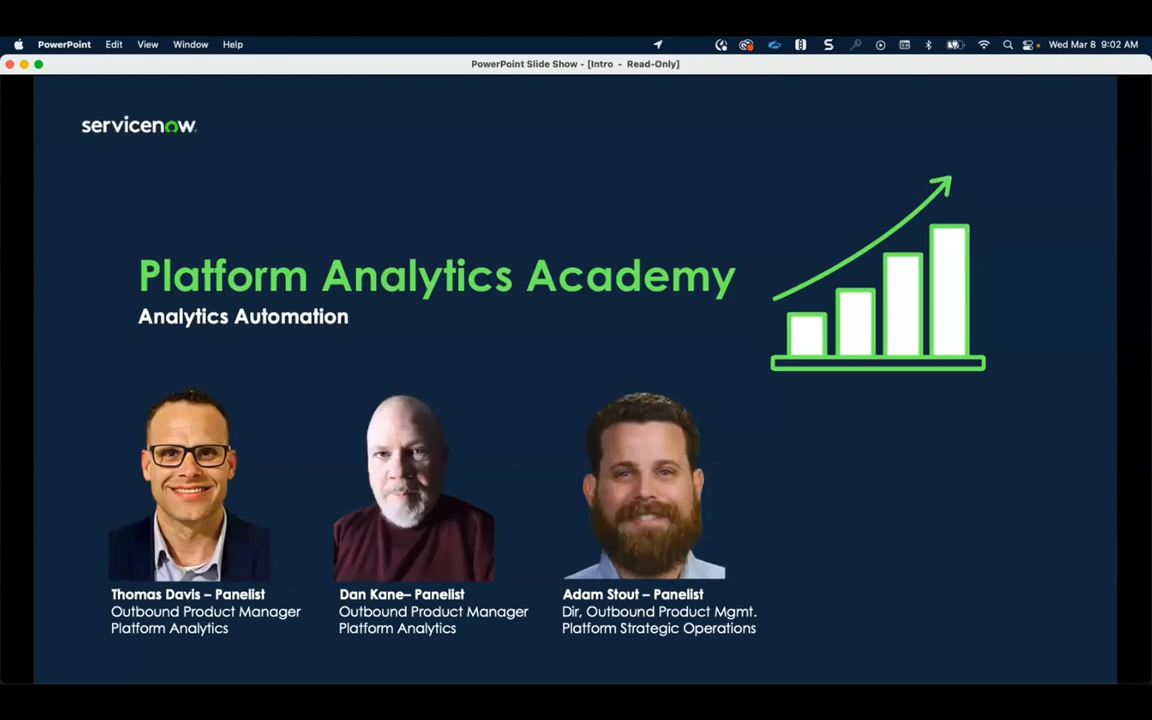 PowerPoint Edit View Window Help Wed Mar 8 9:02 AM
PowerPoint Slide Show - [Intro - Read-Only]
servicenow
Platform Analytics Academy
Analytics Automation
Thomas Davis – Panelist
Outbound Product Manager
Platform Analytics
Dan Kane– Panelist
Outbound Product Manager
Platform Analytics
Adam Stout – Panelist
Dir, Outbound Product Mgmt.
Platform Strategic Operations